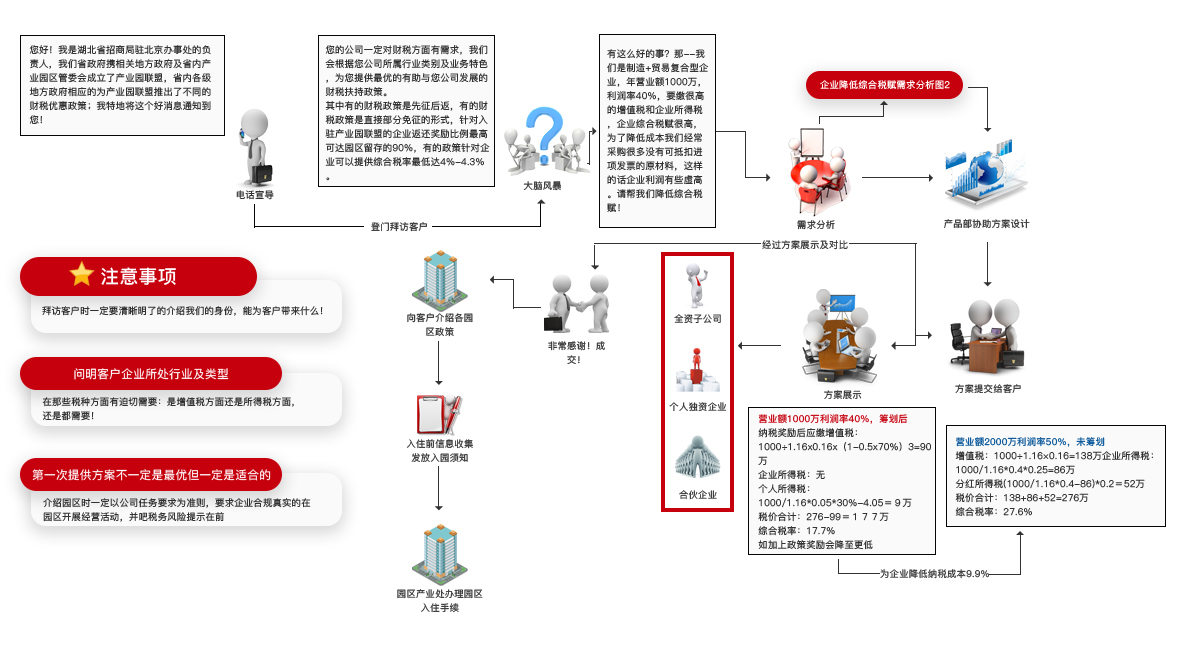 您好！我是湖北省招商局驻北京办事处的负
责人，我们省政府携相关地方政府及省内产
业园区管委会成立了产业园联盟，省内各级
地方政府相应的为产业园联盟推出了不同的
财税优惠政策；我特地将这个好消息通知到
您！
电话宣导
您的公司一定对财税方面有需求，我们
会根据您公司所属行业类别及业务特色
，为您提供最优的有助与您公司发展的
财税扶持政策。
其中有的财税政策是先征后返，有的财
税政策是直接部分免征的形式，针对入
驻产业园联盟的企业返还奖励比例最高
可达园区留存的90%，有的政策针对企
业可以提供综合税率最低达4%-4.3%
。
大脑风暴
登门拜访客户
有这么好的事？那--我
们是制造+贸易复合型企
业，年营业额1000万，
利润率40%，要缴很高
的增值税和企业所得税
，企业综合税赋很高，
为了降低成本我们经常
采购很多没有可抵扣进
项发票的原材料，这样
的话企业利润有些虚高
。请帮我们降低综合税
赋！
需求分析
企业降低综合税赋需求分析图2
产品部协助方案设计
经过方案展示及对比
方案提交给客户
方案展示
全资子公司
个人独资企业
合伙企业
非常感谢！成
交！
向客户介绍各园
区政策
入住前信息收集
发放入园须知
园区产业处办理园区
入住手续
注意事项
拜访客户时一定要清晰明了的介绍我们的身份，能为客户带来什么！
问明客户企业所处行业及类型
在那些税种方面有迫切需要：是增值税方面还是所得税方面，
还是都需要！
第一次提供方案不一定是最优但一定是适合的
介绍园区时一定以公司任务要求为准则，要求企业合规真实的在
园区开展经营活动，并吧税务风险提示在前
营业额1000万利润率40%，筹划后
纳税奖励后应缴增值税：
1000÷1.16x0.16x（1-0.5x70%）3=90
万
企业所得税：无
个人所得税：
1000/1.16*0.05*30%-4.05＝９万
税价合计：276-99＝１７７万
综合税率：17.7%
如加上政策奖励会降至更低
营业额2000万利润率50%，未筹划
增值税：1000÷1.16×0.16=138万企业所得税：
1000/1.16*0.4*0.25=86万
分红所得税(1000/1.16*0.4-86)*0.2＝52万
税价合计：138+86+52=276万
综合税率：27.6%
为企业降低纳税成本9.9%